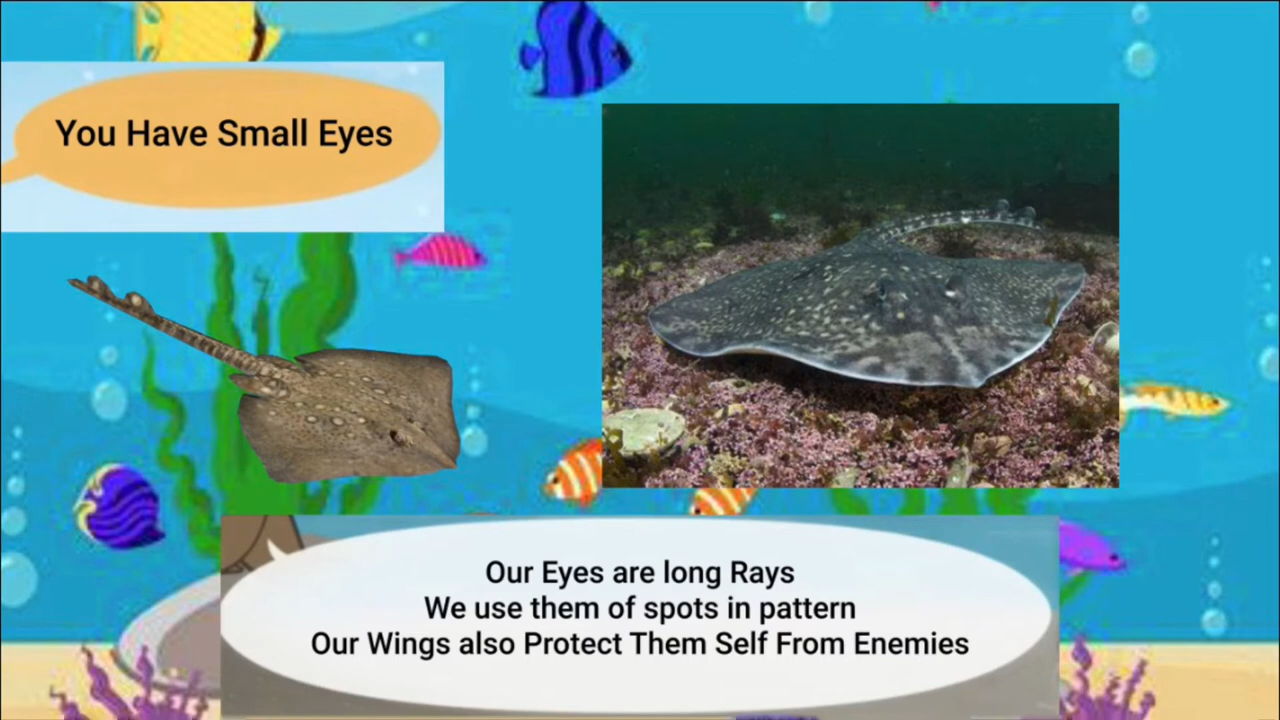 You Have Small Eyes
Our Eyes are long Rays
We use them of spots in pattern
Our Wings also Protect Them Self From Enemies